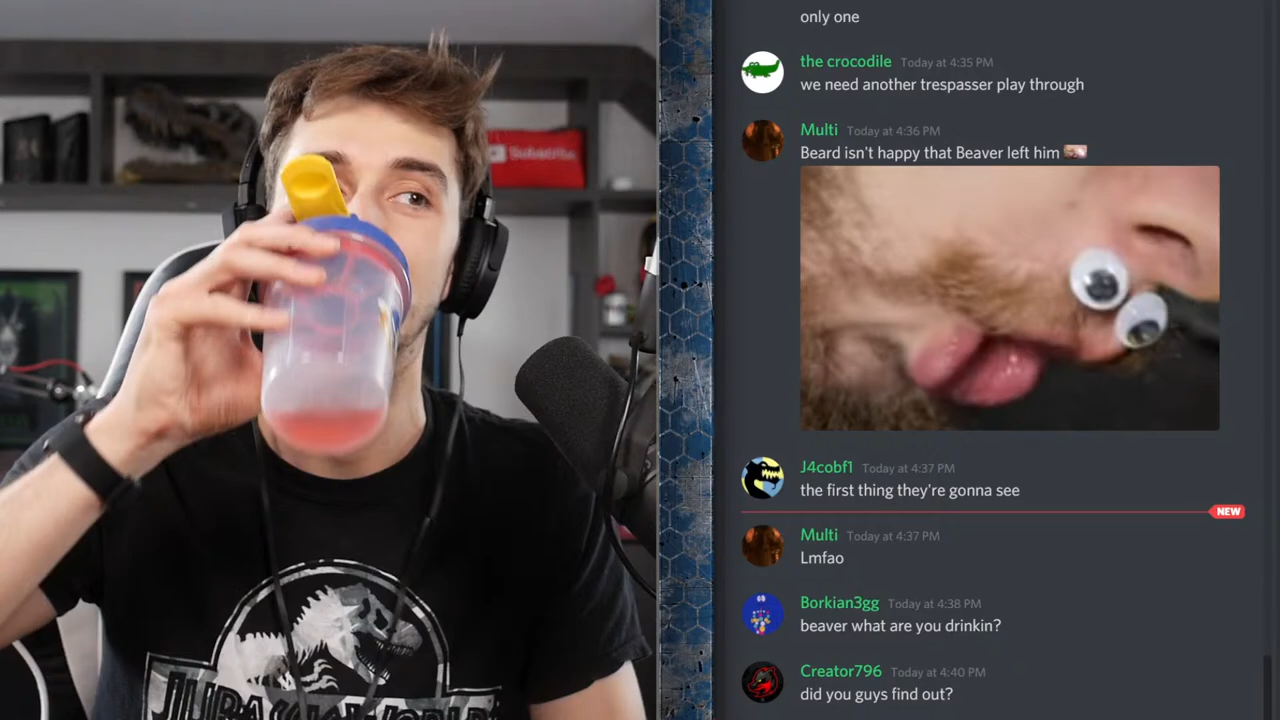 Subscribe
JURASSIC WORLD
only one
the crocodile Today at 4:35 PM
we need another trespasser play through
Multi Today at 4:36 PM
Beard isn't happy that Beaver left him
J4cobf1 Today at 4:37 PM
the first thing they're gonna see
NEW
Multi Today at 4:37 PM
Lmfao
Borkian3gg Today at 4:38 PM
beaver what are you drinkin?
Creator796 Today at 4:40 PM
did you guys find out?